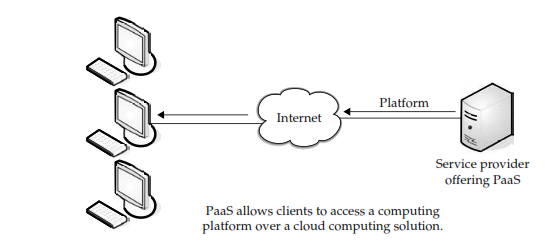 Platform
Internet
Service provider
offering PaaS
PaaS allows clients to access a computing
platform over a cloud computing solution.